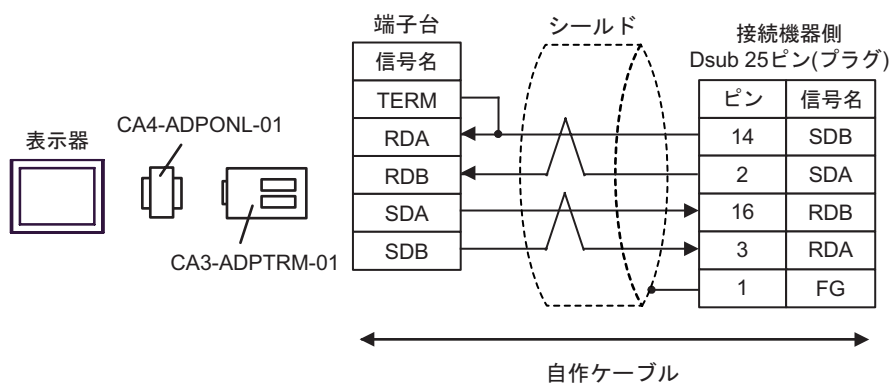 表示器
CA4-ADPONL-01
CA3-ADPTRM-01
端子台
信号名
TERM
RDA
RDB
SDA
SDB
シールド
接続機器側
Dsub 25ピン(プラグ)
ピン 信号名
14 SDB
2 SDA
16 RDB
3 RDA
1 FG
自作ケーブル